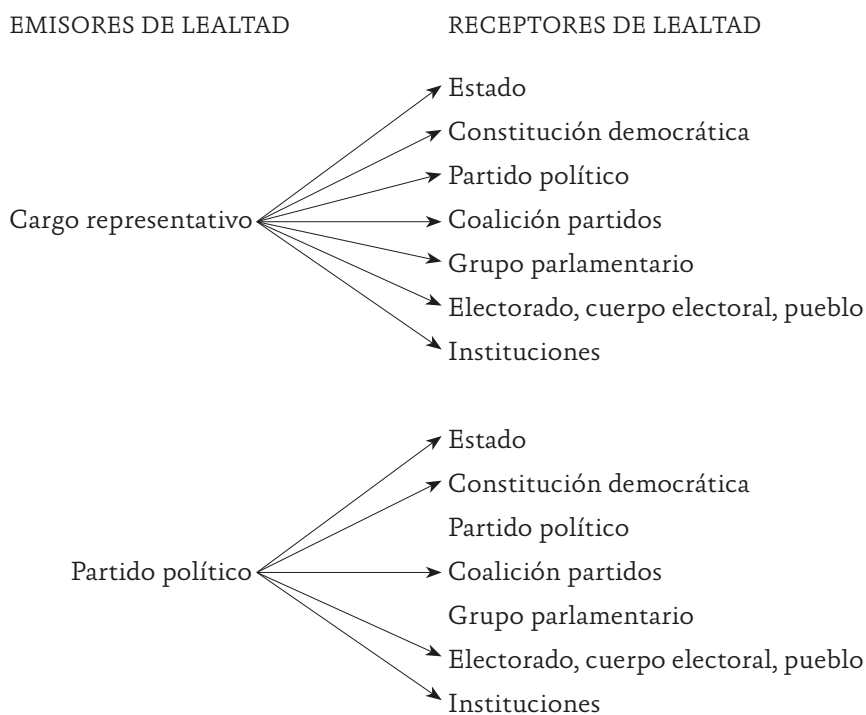 EMISORES DE LEALTAD RECEPTORES DE LEALTAD
Estado
Constitución democrática
Partido político
Cargo representativo Coalición partidos
Grupo parlamentario
Electorado, cuerpo electoral, pueblo
Instituciones
Estado
Constitución democrática
Partido político
Partido político Coalición partidos
Grupo parlamentario
Electorado, cuerpo electoral, pueblo
Instituciones